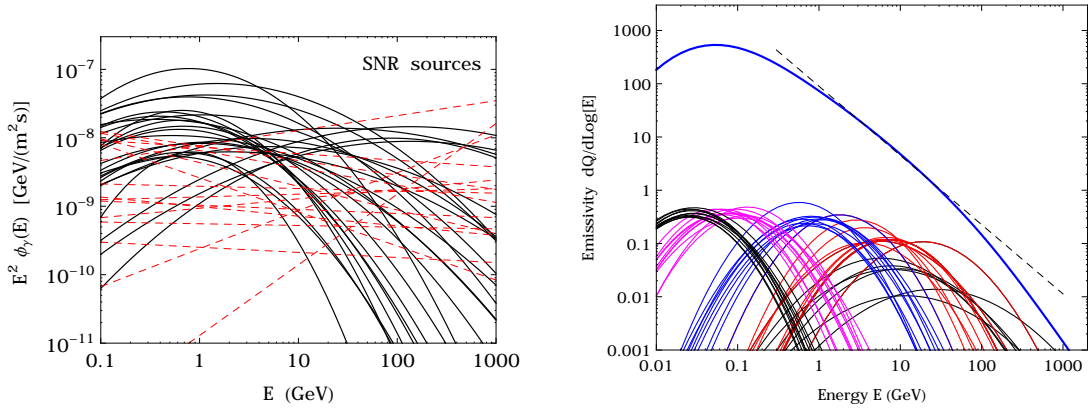 SNR sources
10^-7
10^-8
10^-9
10^-10
10^-11
E^2 ϕ_γ(E) [GeV/(m^2 s)]
0.1 1 10 100 1000
E (GeV)
1000
100
10
1
0.1
0.01
0.001
Emissivity dQ/dLog[E]
0.01 0.1 1 10 100 1000
Energy E (GeV)